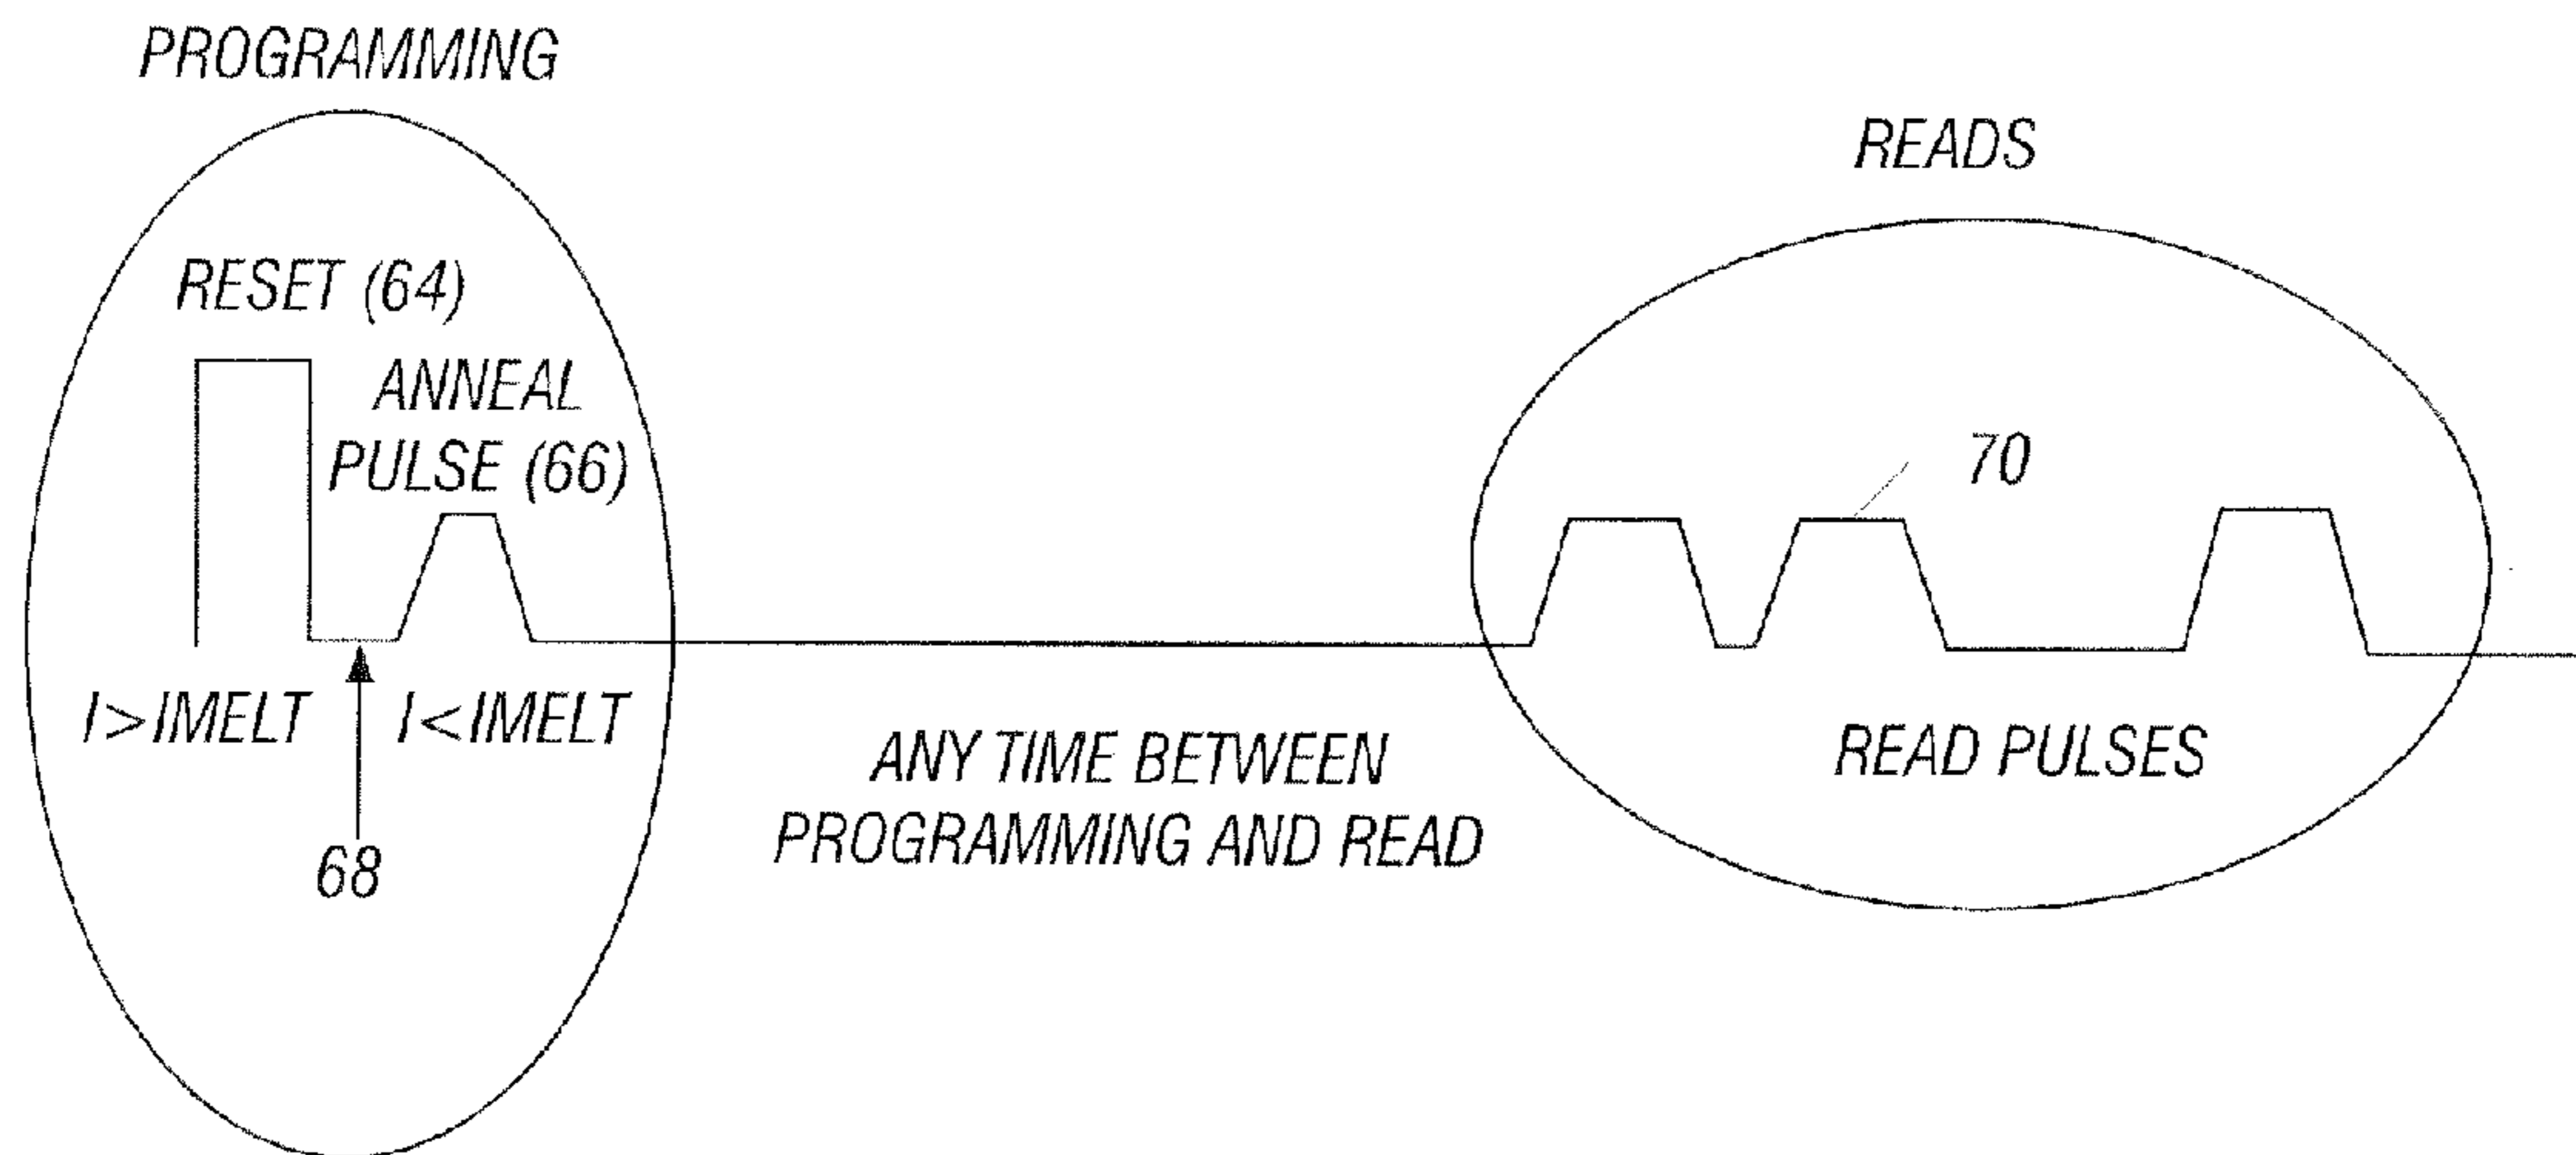 PROGRAMMING
RESET (64)
ANNEAL
PULSE (66)
I>IMELT
I<IMELT
68
ANY TIME BETWEEN
PROGRAMMING AND READ
READS
70
READ PULSES